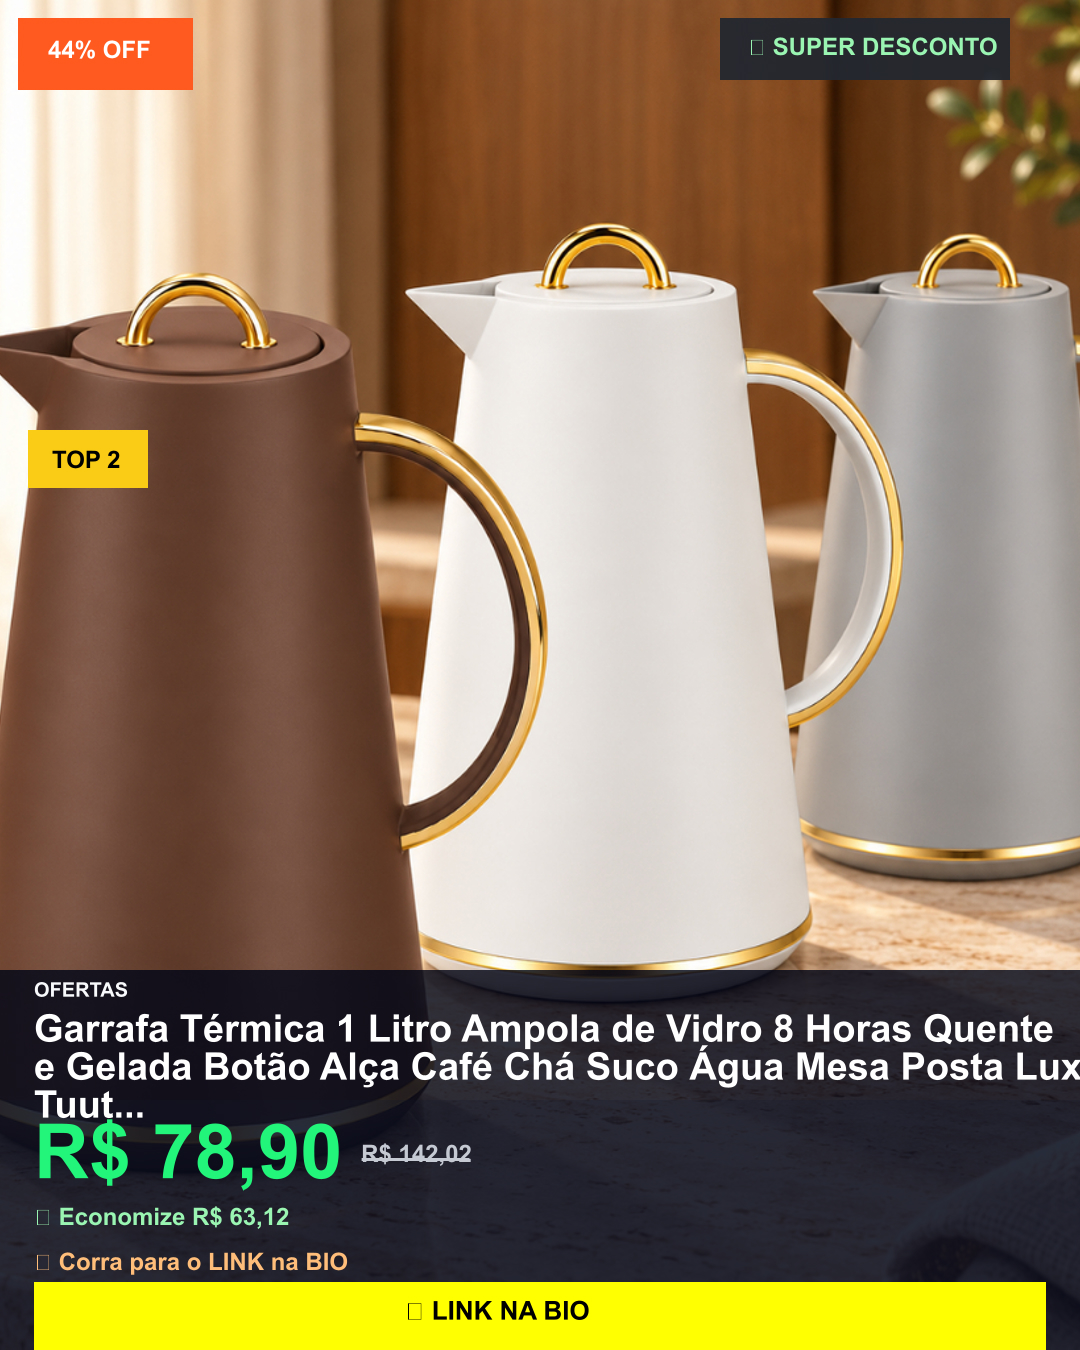 44% OFF
SUPER DESCONTO
TOP 2
OFERTAS
Garrafa Térmica 1 Litro Ampola de Vidro 8 Horas Quente
e Gelada Botão Alça Café Chá Suco Água Mesa Posta Lux
Tuut...
R$ 78,90 R$ 142,02
Economize R$ 63,12
Corra para o LINK na BIO
LINK NA BIO